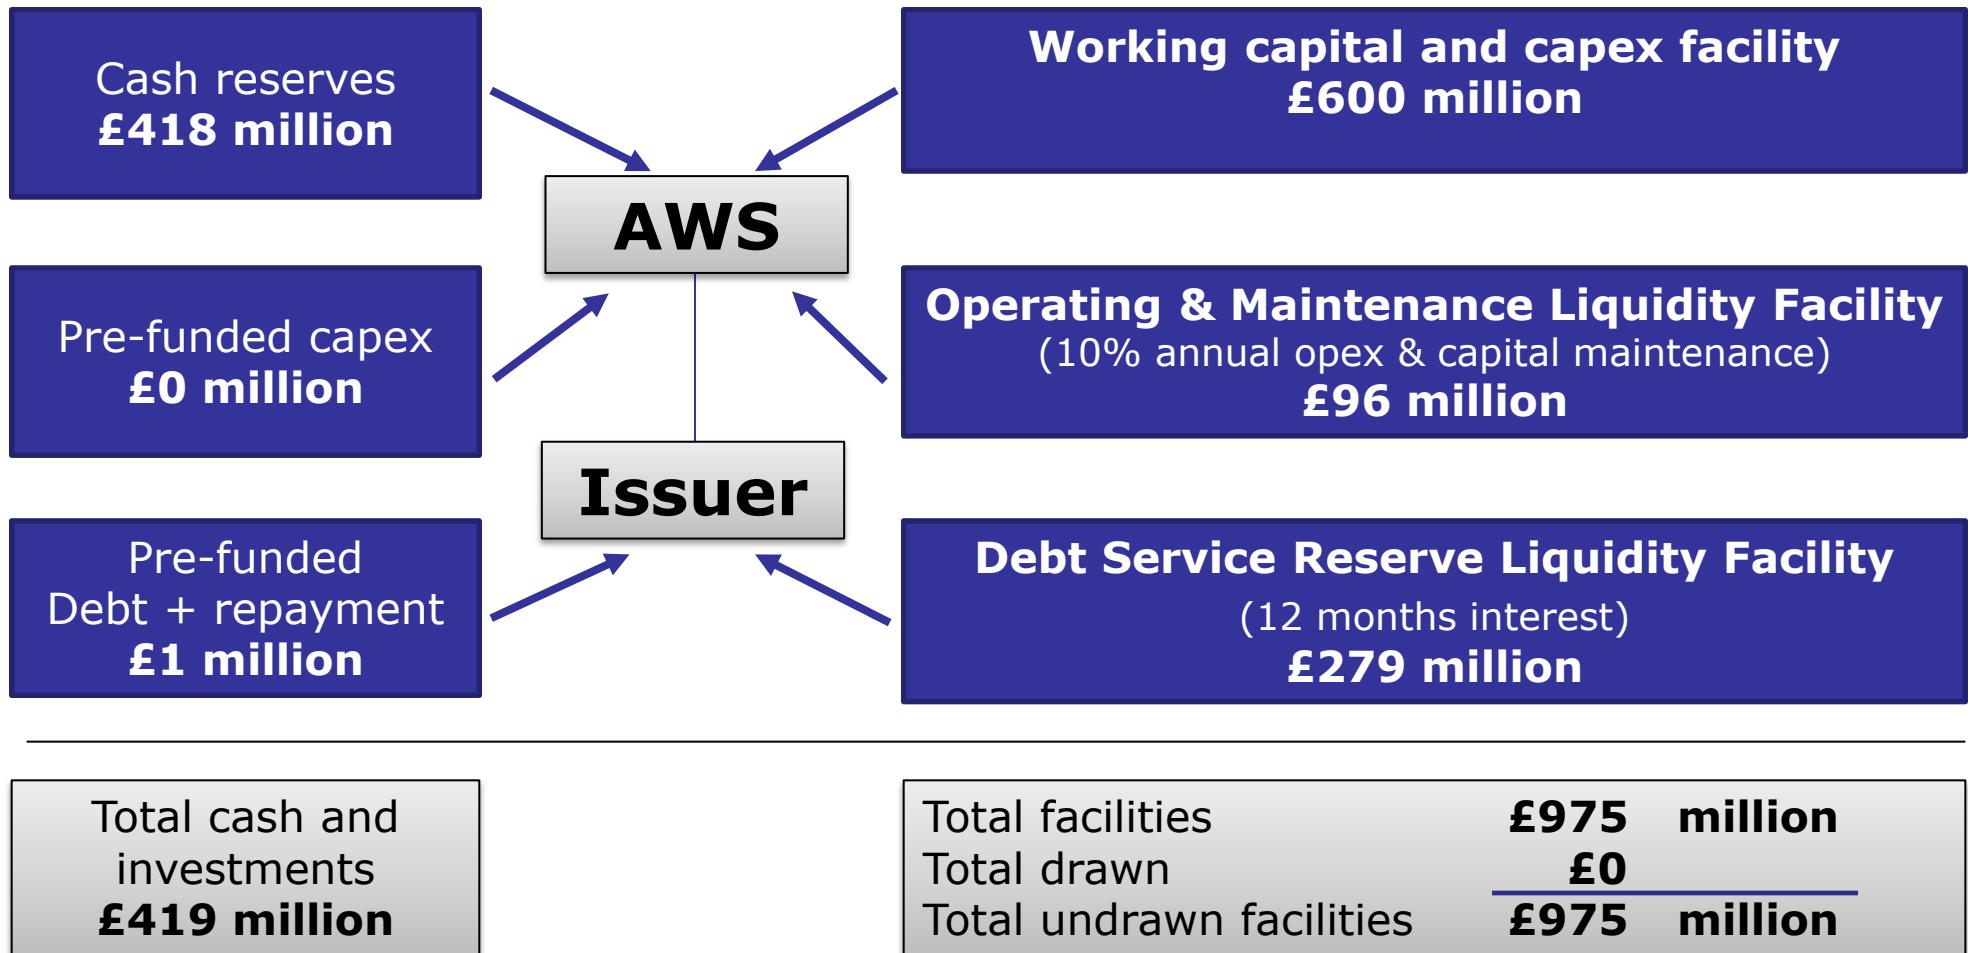 Cash reserves
£418 million
Working capital and capex facility
£600 million
AWS
Pre-funded capex
£0 million
Operating & Maintenance Liquidity Facility
(10% annual opex & capital maintenance)
£96 million
Issuer
Pre-funded
Debt + repayment
£1 million
Debt Service Reserve Liquidity Facility
(12 months interest)
£279 million
Total cash and
investments
£419 million
Total facilities £975 million
Total drawn £0
Total undrawn facilities £975 million